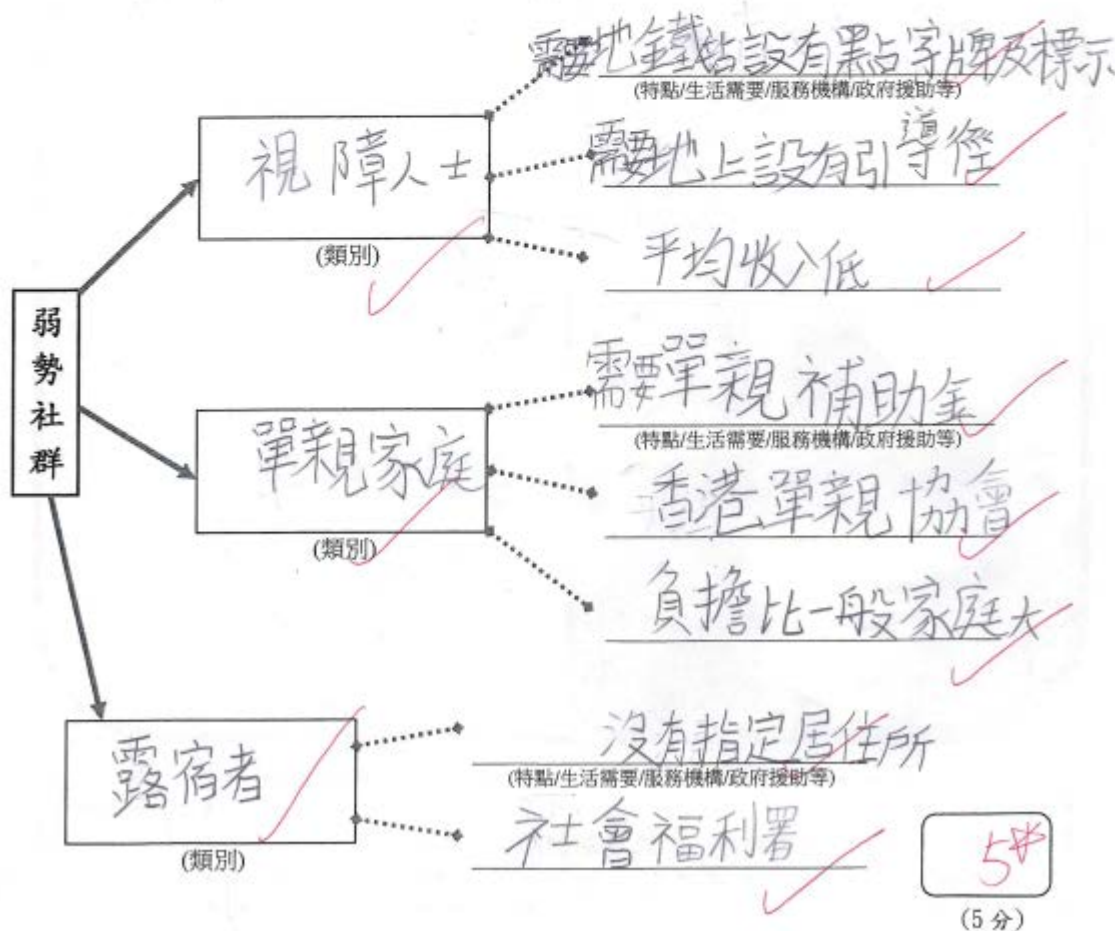 需要地鐵站設有點字牌及標示
(特點/生活需要/服務機構/政府援助等)
視障人士
(類別)
需要地上設有引導徑
平均收入低
弱勢社群
需要單親補助金
(特點/生活需要/服務機構/政府援助等)
單親家庭
(類別)
香港單親協會
負擔比一般家庭大
露宿者
(類別)
沒有指定居住所
(特點/生活需要/服務機構/政府援助等)
社會福利署
5
(5 分)